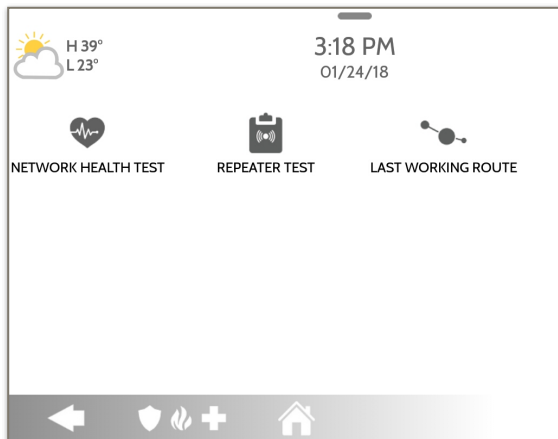 H 39°
L 23°
3:18 PM
01/24/18
NETWORK HEALTH TEST
REPEATER TEST
LAST WORKING ROUTE